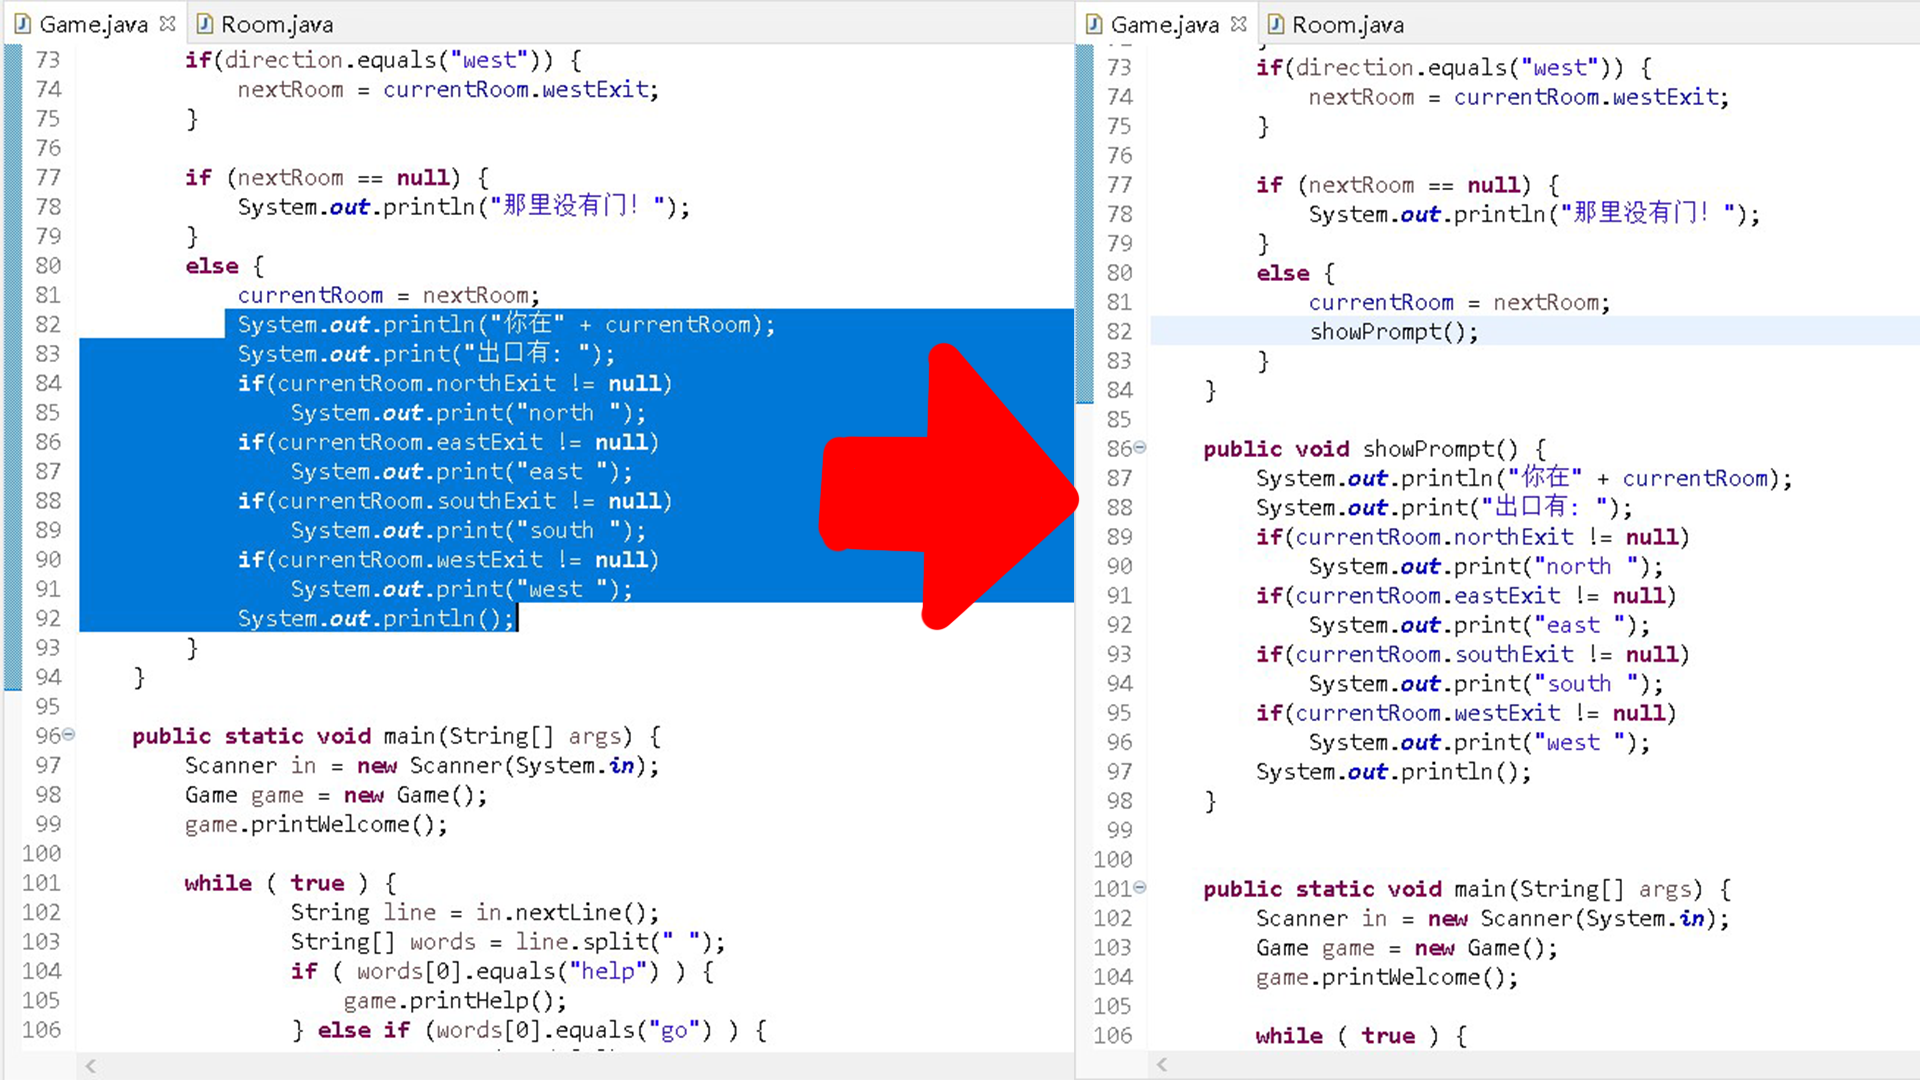 Game.java
Room.java
73 if(direction.equals("west")) {
74 nextRoom = currentRoom.westExit;
75 }
76
77 if (nextRoom == null) {
78 System.out.println("那里没有门！");
79 }
80 else {
81 currentRoom = nextRoom;
82 System.out.println("你在" + currentRoom);
83 System.out.print("出口有：");
84 if(currentRoom.northExit != null)
85 System.out.print("north ");
86 if(currentRoom.eastExit != null)
87 System.out.print("east ");
88 if(currentRoom.southExit != null)
89 System.out.print("south ");
90 if(currentRoom.westExit != null)
91 System.out.print("west ");
92 System.out.println();
93 }
94 }
95
96 public static void main(String[] args) {
97 Scanner in = new Scanner(System.in);
98 Game game = new Game();
99 game.printWelcome();
100
101 while ( true ) {
102 String line = in.nextLine();
103 String[] words = line.split(" ");
104 if ( words[0].equals("help") ) {
105 game.printHelp();
106 } else if (words[0].equals("go") ) {
Game.java
Room.java
73 if(direction.equals("west")) {
74 nextRoom = currentRoom.westExit;
75 }
76
77 if (nextRoom == null) {
78 System.out.println("那里没有门！");
79 }
80 else {
81 currentRoom = nextRoom;
82 showPrompt();
83 }
84 }
85
86 public void showPrompt() {
87 System.out.println("你在" + currentRoom);
88 System.out.print("出口有：");
89 if(currentRoom.northExit != null)
90 System.out.print("north ");
91 if(currentRoom.eastExit != null)
92 System.out.print("east ");
93 if(currentRoom.southExit != null)
94 System.out.print("south ");
95 if(currentRoom.westExit != null)
96 System.out.print("west ");
97 System.out.println();
98 }
99
100
101 public static void main(String[] args) {
102 Scanner in = new Scanner(System.in);
103 Game game = new Game();
104 game.printWelcome();
105
106 while ( true ) {